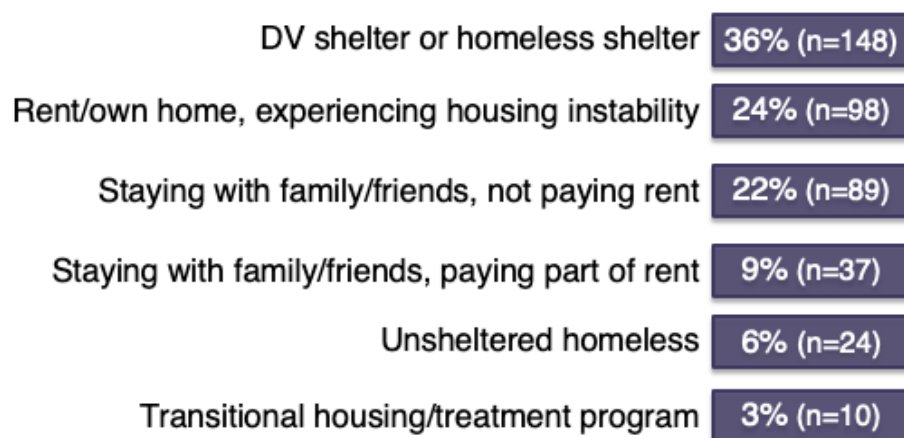 DV shelter or homeless shelter 36% (n=148)
Rent/own home, experiencing housing instability 24% (n=98)
Staying with family/friends, not paying rent 22% (n=89)
Staying with family/friends, paying part of rent 9% (n=37)
Unsheltered homeless 6% (n=24)
Transitional housing/treatment program 3% (n=10)